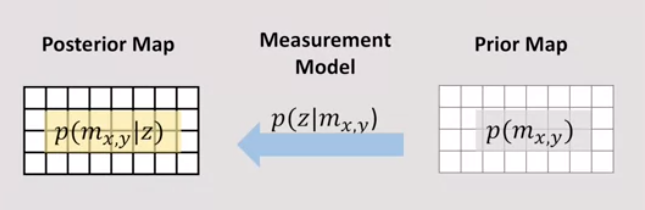 Posterior Map
Measurement
Model
Prior Map
p(m_{x,y}|z)
p(z|m_{x,y})
p(m_{x,y})